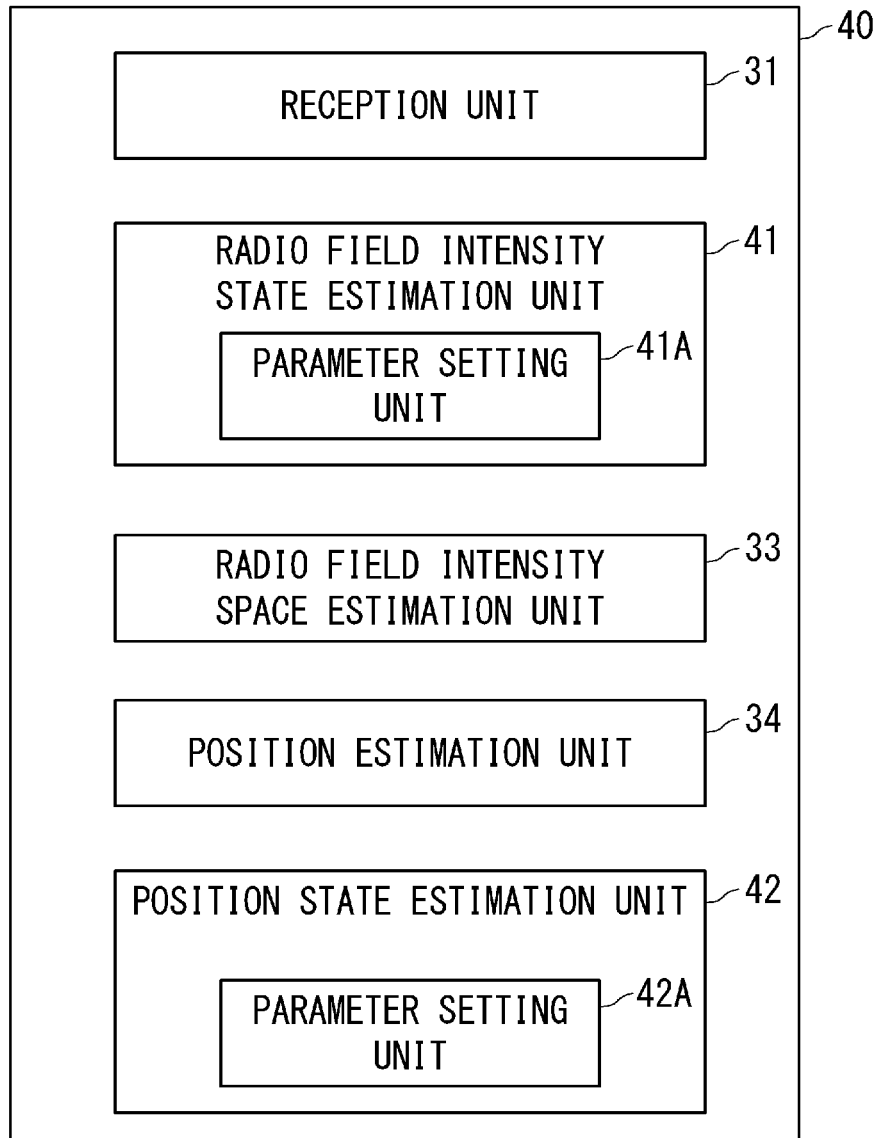 40
31
RECEPTION UNIT
41
RADIO FIELD INTENSITY
STATE ESTIMATION UNIT
41A
PARAMETER SETTING
UNIT
33
RADIO FIELD INTENSITY
SPACE ESTIMATION UNIT
34
POSITION ESTIMATION UNIT
42
POSITION STATE ESTIMATION UNIT
42A
PARAMETER SETTING
UNIT